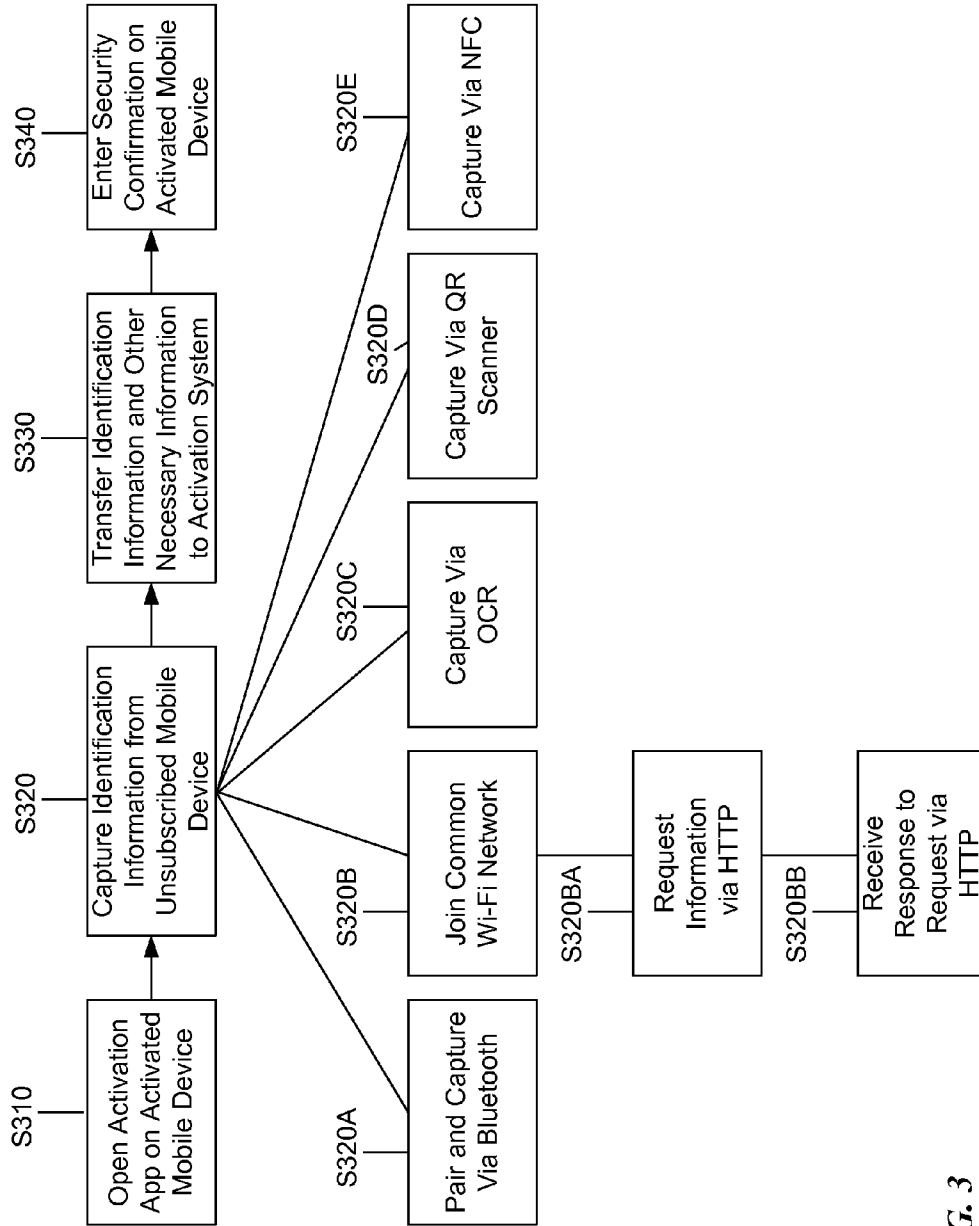 S310
Open Activation
App on Activated
Mobile Device
S320
Capture Identification
Information from
Unsubscribed Mobile
Device
S330
Transfer Identification
Information and Other
Necessary Information
to Activation System
S340
Enter Security
Confirmation on
Activated Mobile
Device
S320A
Pair and Capture
Via Bluetooth
S320B
Join Common
Wi-Fi Network
S320C
Capture Via
OCR
S320D
Capture Via QR
Scanner
S320E
Capture Via NFC
S320BA
Request
Information
via HTTP
S320BB
Receive
Response to
Request via
HTTP
G. 3